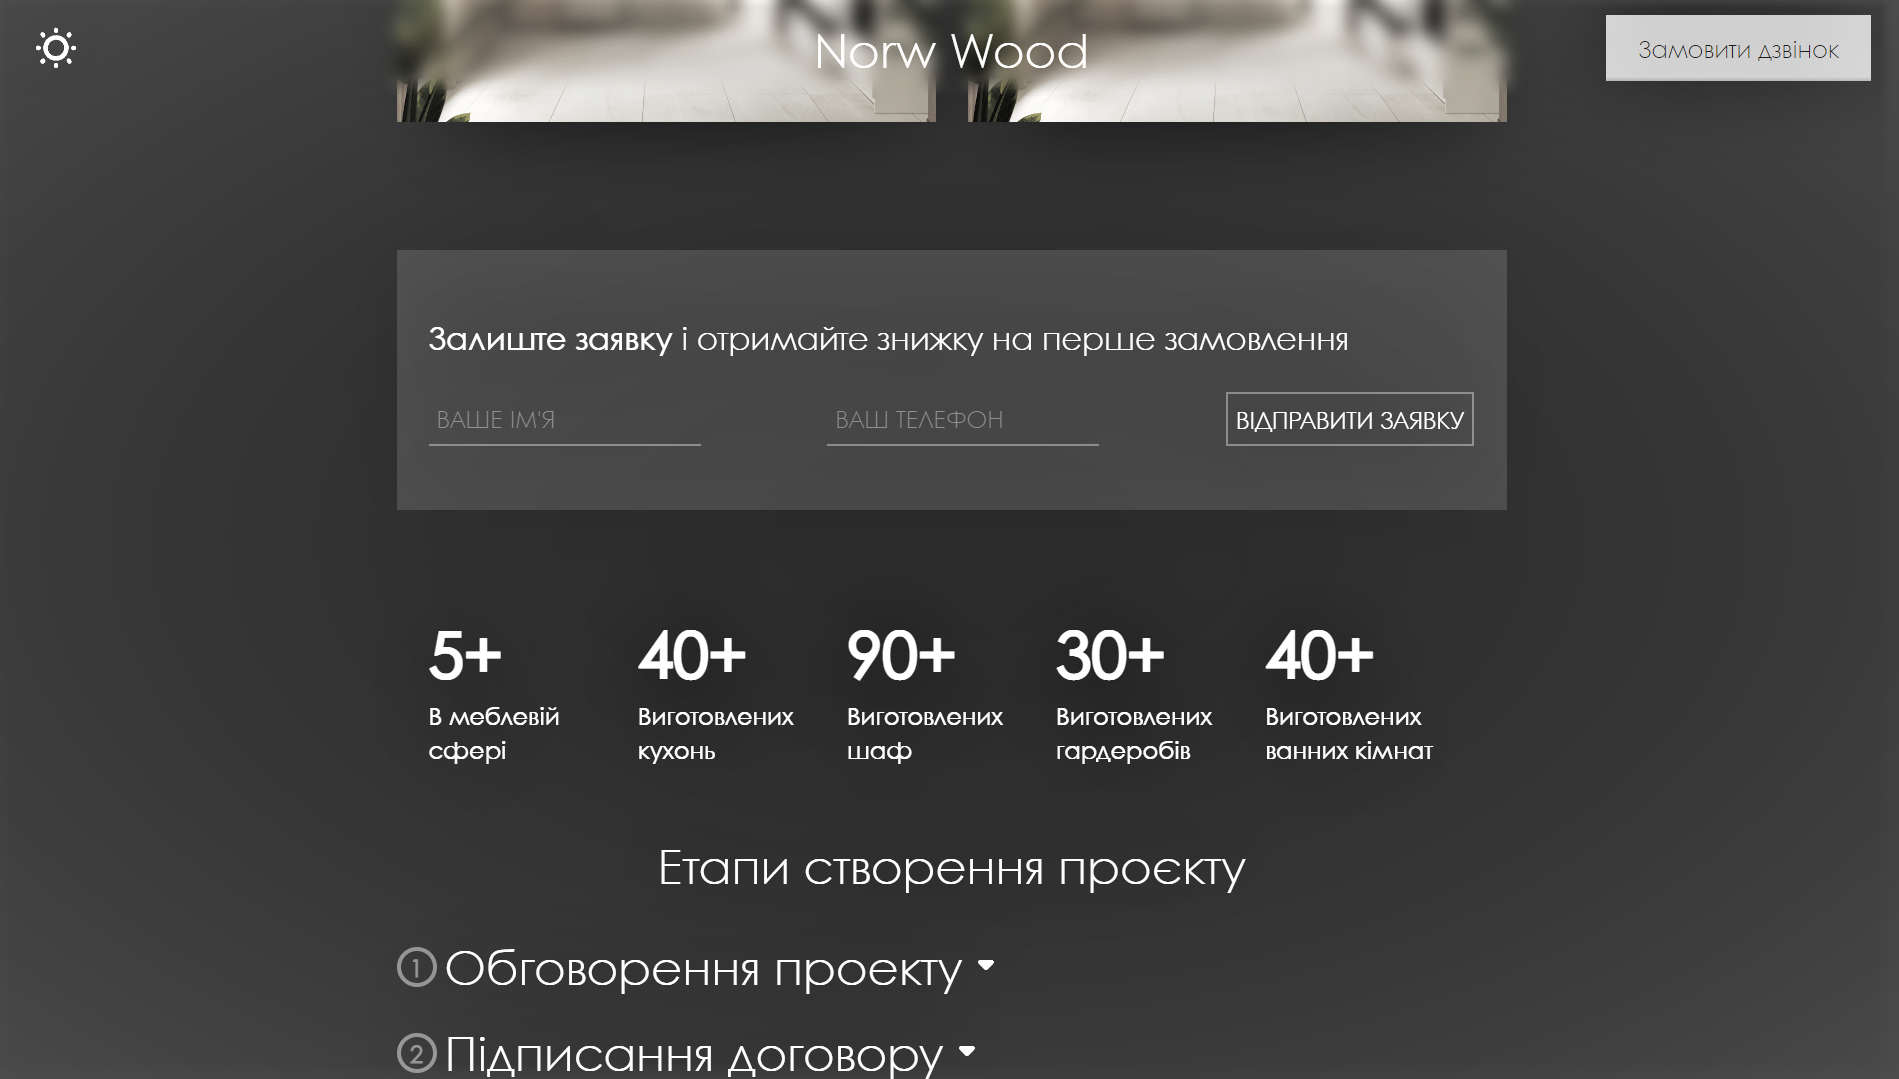 Norw Wood
Замовити дзвінок
Залиште заявку і отримайте знижку на перше замовлення
ВАШЕ ІМ'Я
ВАШ ТЕЛЕФОН
ВІДПРАВИТИ ЗАЯВКУ
5+
В меблевій
сфері
40+
Виготовлених
кухонь
90+
Виготовлених
шаф
30+
Виготовлених
гардеробів
40+
Виготовлених
ванних кімнат
Етапи створення проєкту
1 Обговорення проекту
2 Підписання договору